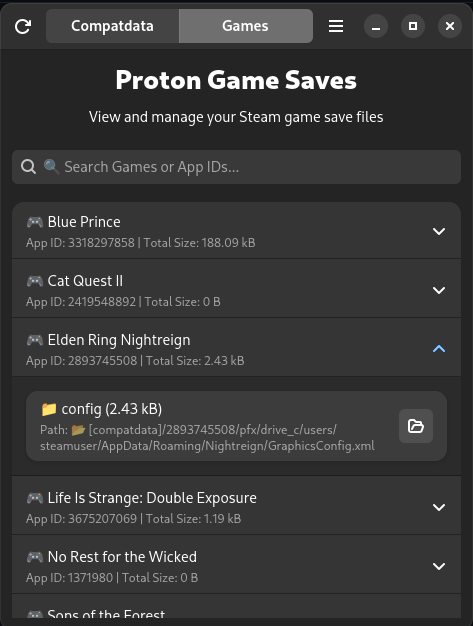 Compatdata
Games
Proton Game Saves
View and manage your Steam game save files
🔍 Search Games or App IDs...
🎮 Blue Prince
App ID: 3318297858 | Total Size: 188.09 kB
🎮 Cat Quest II
App ID: 2419548892 | Total Size: 0 B
🎮 Elden Ring Nightreign
App ID: 2893745508 | Total Size: 2.43 kB
📁 config (2.43 kB)
Path: 📂 [compatdata]/2893745508/pfx/drive_c/users/
steamuser/AppData/Roaming/Nightreign/GraphicsConfig.xml
🎮 Life Is Strange: Double Exposure
App ID: 3675207069 | Total Size: 1.19 kB
🎮 No Rest for the Wicked
App ID: 1371980 | Total Size: 0 B
🎮 Sons of the Forest